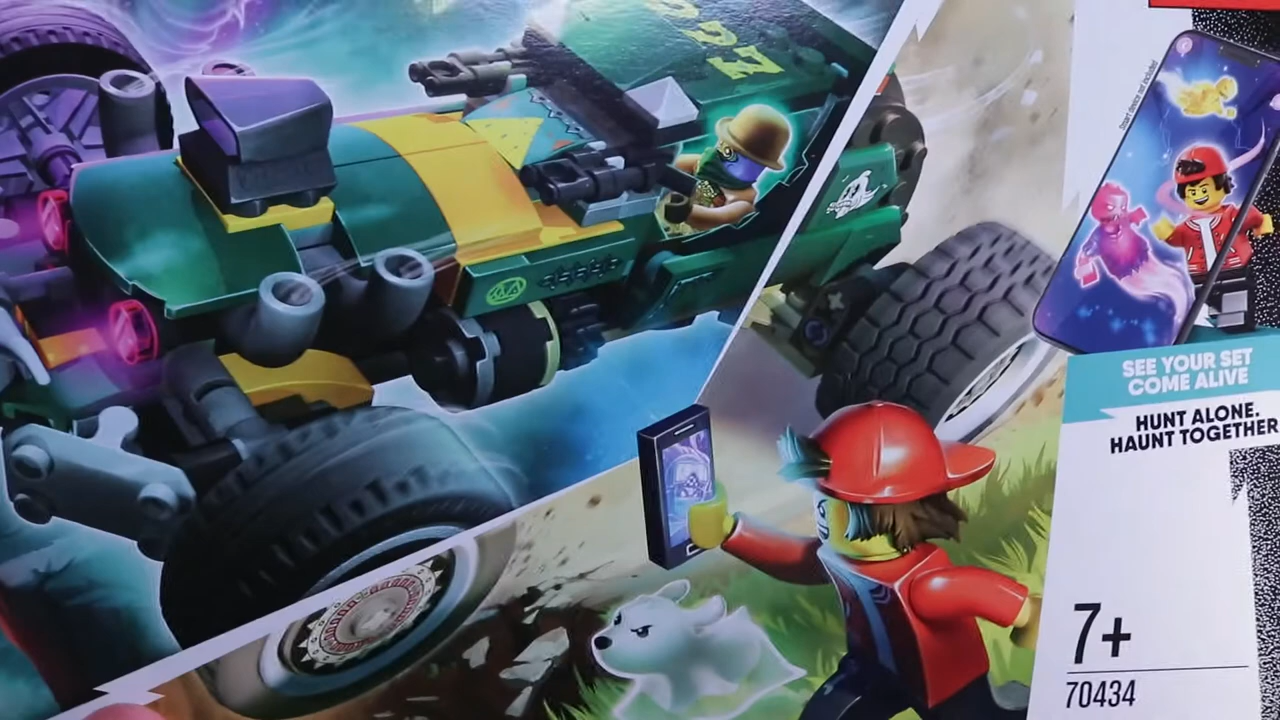 SEE YOUR SET
COME ALIVE
HUNT ALONE.
HAUNT TOGETHER
7+
70434